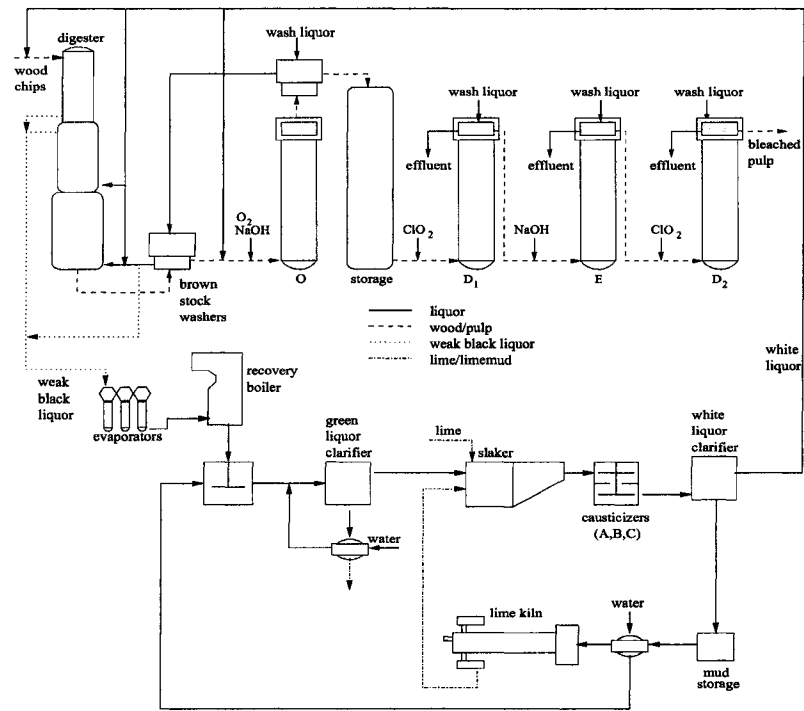 digester
wood
chips
wash liquor
O2
NaOH
O
brown
stock
washers
storage
ClO2
wash liquor
effluent
D1
NaOH
wash liquor
effluent
E
ClO2
wash liquor
effluent
D2
bleached
pulp
liquor
wood/pulp
weak black liquor
lime/limemud
weak
black
liquor
evaporators
recovery
boiler
green
liquor
clarifier
water
lime
slaker
causticizers
(A,B,C)
white
liquor
clarifier
white
liquor
lime kiln
water
mud
storage